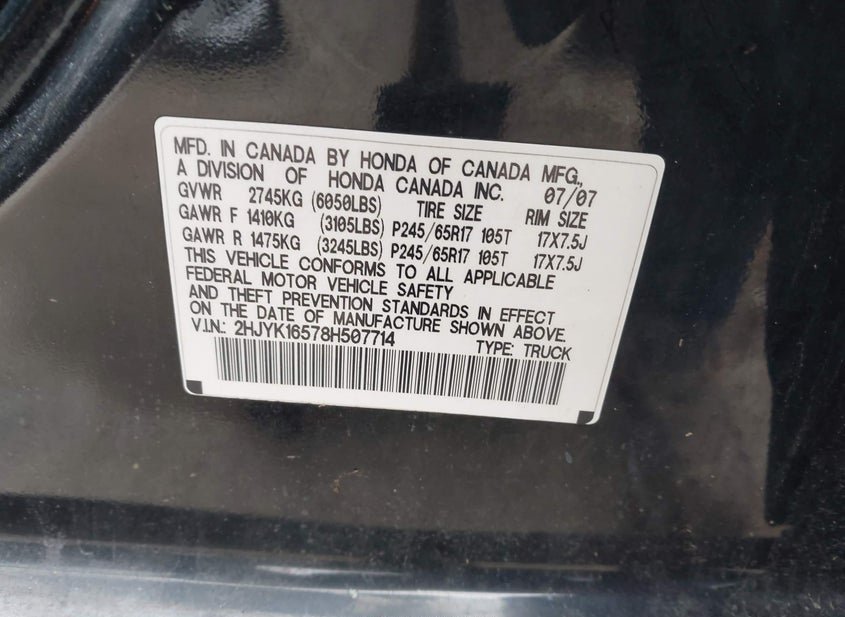 MFD. IN CANADA BY HONDA OF CANADA MFG.,
A DIVISION OF HONDA CANADA INC. 07/07
GVWR 2745KG (6050LBS) TIRE SIZE RIM SIZE
GAWR F 1410KG (3105LBS) P245/65R17 105T 17X7.5J
GAWR R 1475KG (3245LBS) P245/65R17 105T 17X7.5J
THIS VEHICLE CONFORMS TO ALL APPLICABLE
FEDERAL MOTOR VEHICLE SAFETY
AND THEFT PREVENTION STANDARDS IN EFFECT
ON THE DATE OF MANUFACTURE SHOWN ABOVE.
V.I.N: 2HJYK16578H507714 TYPE: TRUCK